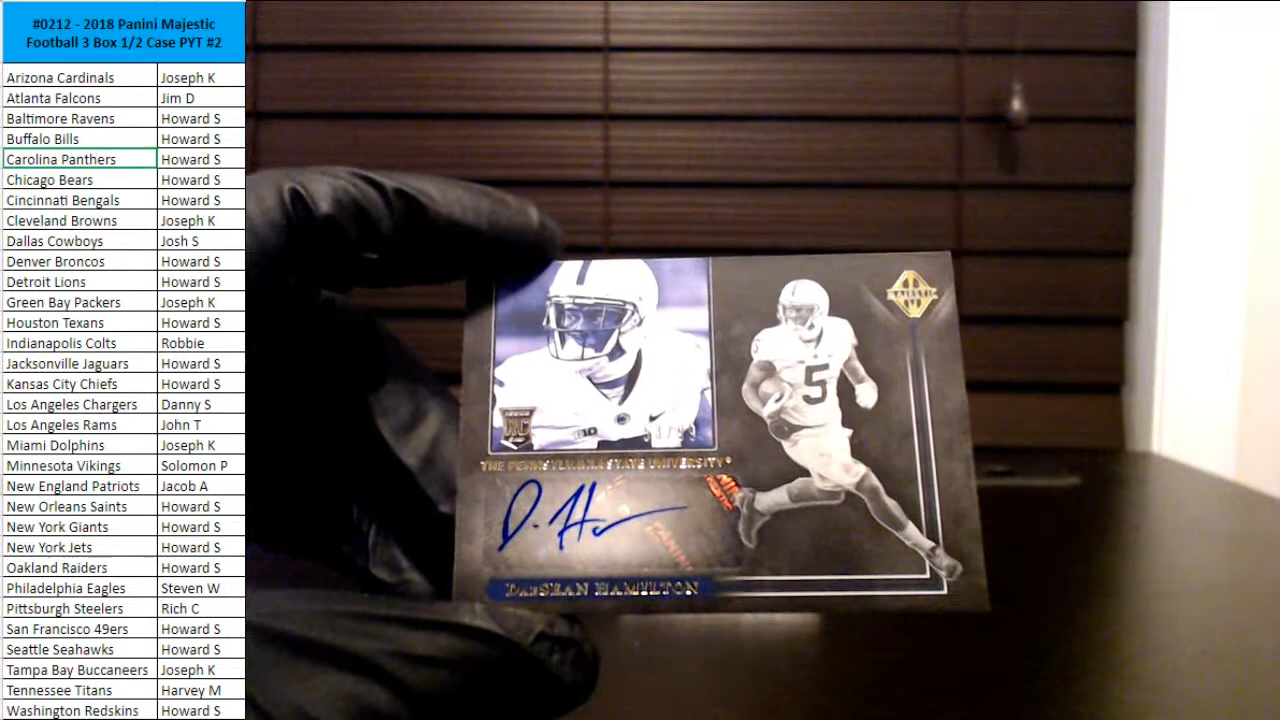 #0212 - 2018 Panini Majestic
Football 3 Box 1/2 Case PYT #2
Arizona Cardinals Joseph K
Atlanta Falcons Jim D
Baltimore Ravens Howard S
Buffalo Bills Howard S
Carolina Panthers Howard S
Chicago Bears Howard S
Cincinnati Bengals Howard S
Cleveland Browns Joseph K
Dallas Cowboys Josh S
Denver Broncos Howard S
Detroit Lions Howard S
Green Bay Packers Joseph K
Houston Texans Howard S
Indianapolis Colts Robbie
Jacksonville Jaguars Howard S
Kansas City Chiefs Howard S
Los Angeles Chargers Danny S
Los Angeles Rams John T
Miami Dolphins Joseph K
Minnesota Vikings Solomon P
New England Patriots Jacob A
New Orleans Saints Howard S
New York Giants Howard S
New York Jets Howard S
Oakland Raiders Howard S
Philadelphia Eagles Steven W
Pittsburgh Steelers Rich C
San Francisco 49ers Howard S
Seattle Seahawks Howard S
Tampa Bay Buccaneers Joseph K
Tennessee Titans Harvey M
Washington Redskins Howard S
MAJESTIC
5
RC
THE PENNSYLVANIA STATE UNIVERSITY®
D. H
DAESEAN HAMILTON